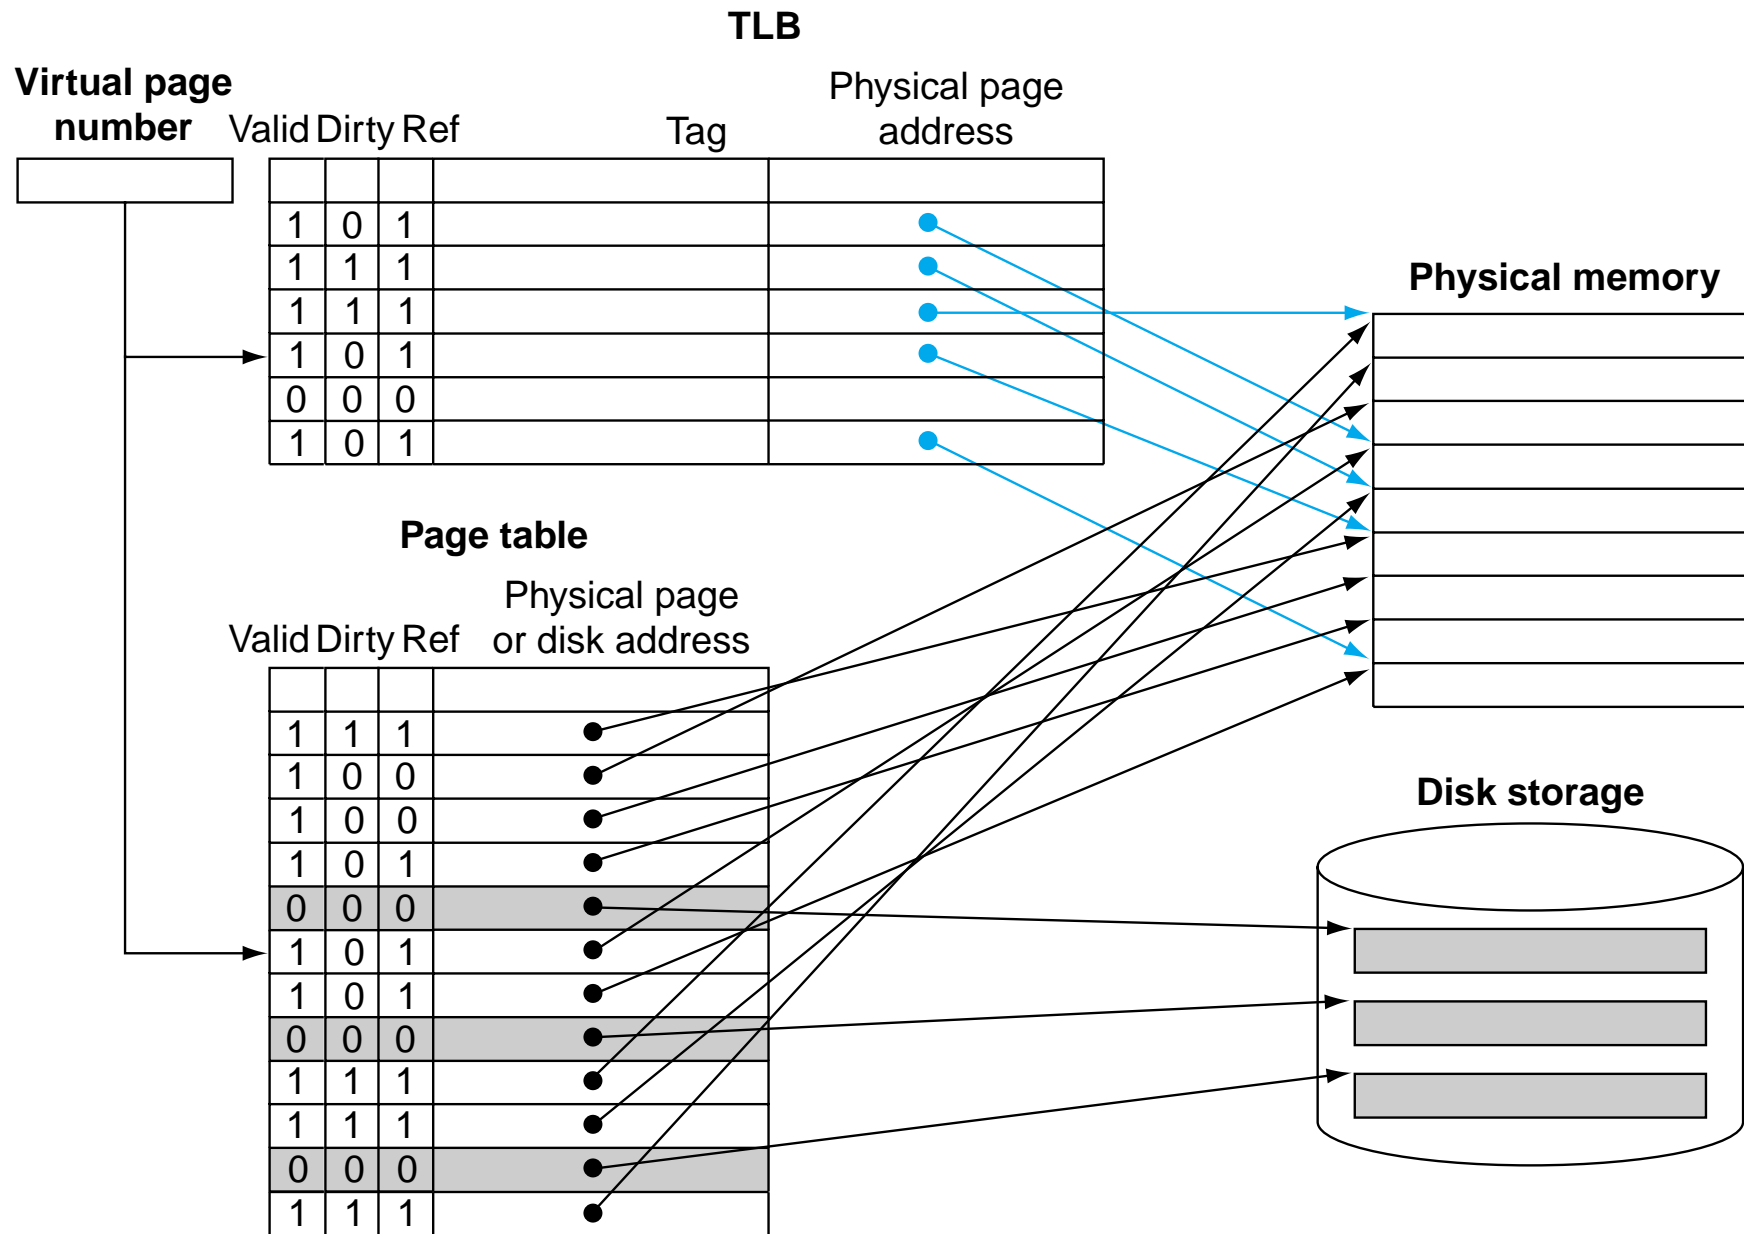 TLB
Virtual page
number
Valid Dirty Ref
Tag
Physical page
address
1 0 1
1 1 1
1 1 1
1 0 1
0 0 0
1 0 1
Physical memory
Page table
Valid Dirty Ref
Physical page
or disk address
1 1 1
1 0 0
1 0 0
1 0 1
0 0 0
1 0 1
1 0 1
0 0 0
1 1 1
1 1 1
0 0 0
1 1 1
Disk storage